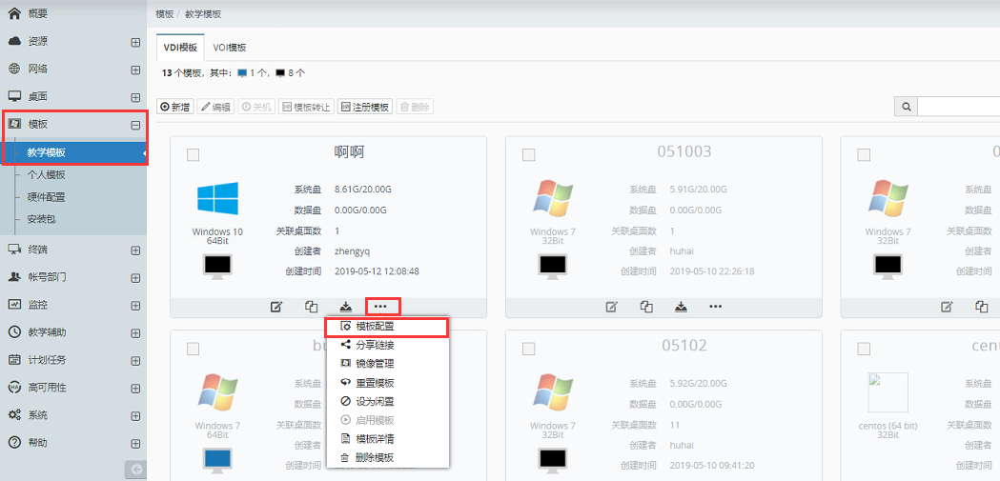 概要
资源
网络
桌面
模板
教学模板
个人模板
硬件配置
安装包
终端
帐号部门
监控
教学辅助
计划任务
高可用性
系统
帮助
模板 / 教学模板
VDI模板 VOI模板
13 个模板，其中： 1 个， 8 个
新增 编辑 关机 模板转让 注册模板 删除
啊啊
Windows 10
64Bit
系统盘 8.61G/20.00G
数据盘 0.00G/0.00G
关联桌面数 1
创建者 zhengyq
创建时间 2019-05-12 12:08:48
051003
Windows 7
32Bit
系统盘 5.91G/20.00G
数据盘 0.00G/0.00G
关联桌面数 1
创建者 huhai
创建时间 2019-05-10 22:26:18
0
Windows 7
32Bit
系统盘
数据盘
关联桌面数
创建者
创建时间
模板配置
分享链接
镜像管理
重置模板
设为闲置
启用模板
模板详情
删除模板
Windows 7
64Bit
系统盘
数据盘
关联桌面数
创建者
创建时间
05102
Windows 7
32Bit
系统盘 5.92G/20.00G
数据盘 0.00G/0.00G
关联桌面数 11
创建者 huhai
创建时间 2019-05-10 09:41:20
cen
centos (64 bit)
32Bit
系统盘
数据盘
关联桌面数
创建者
创建时间